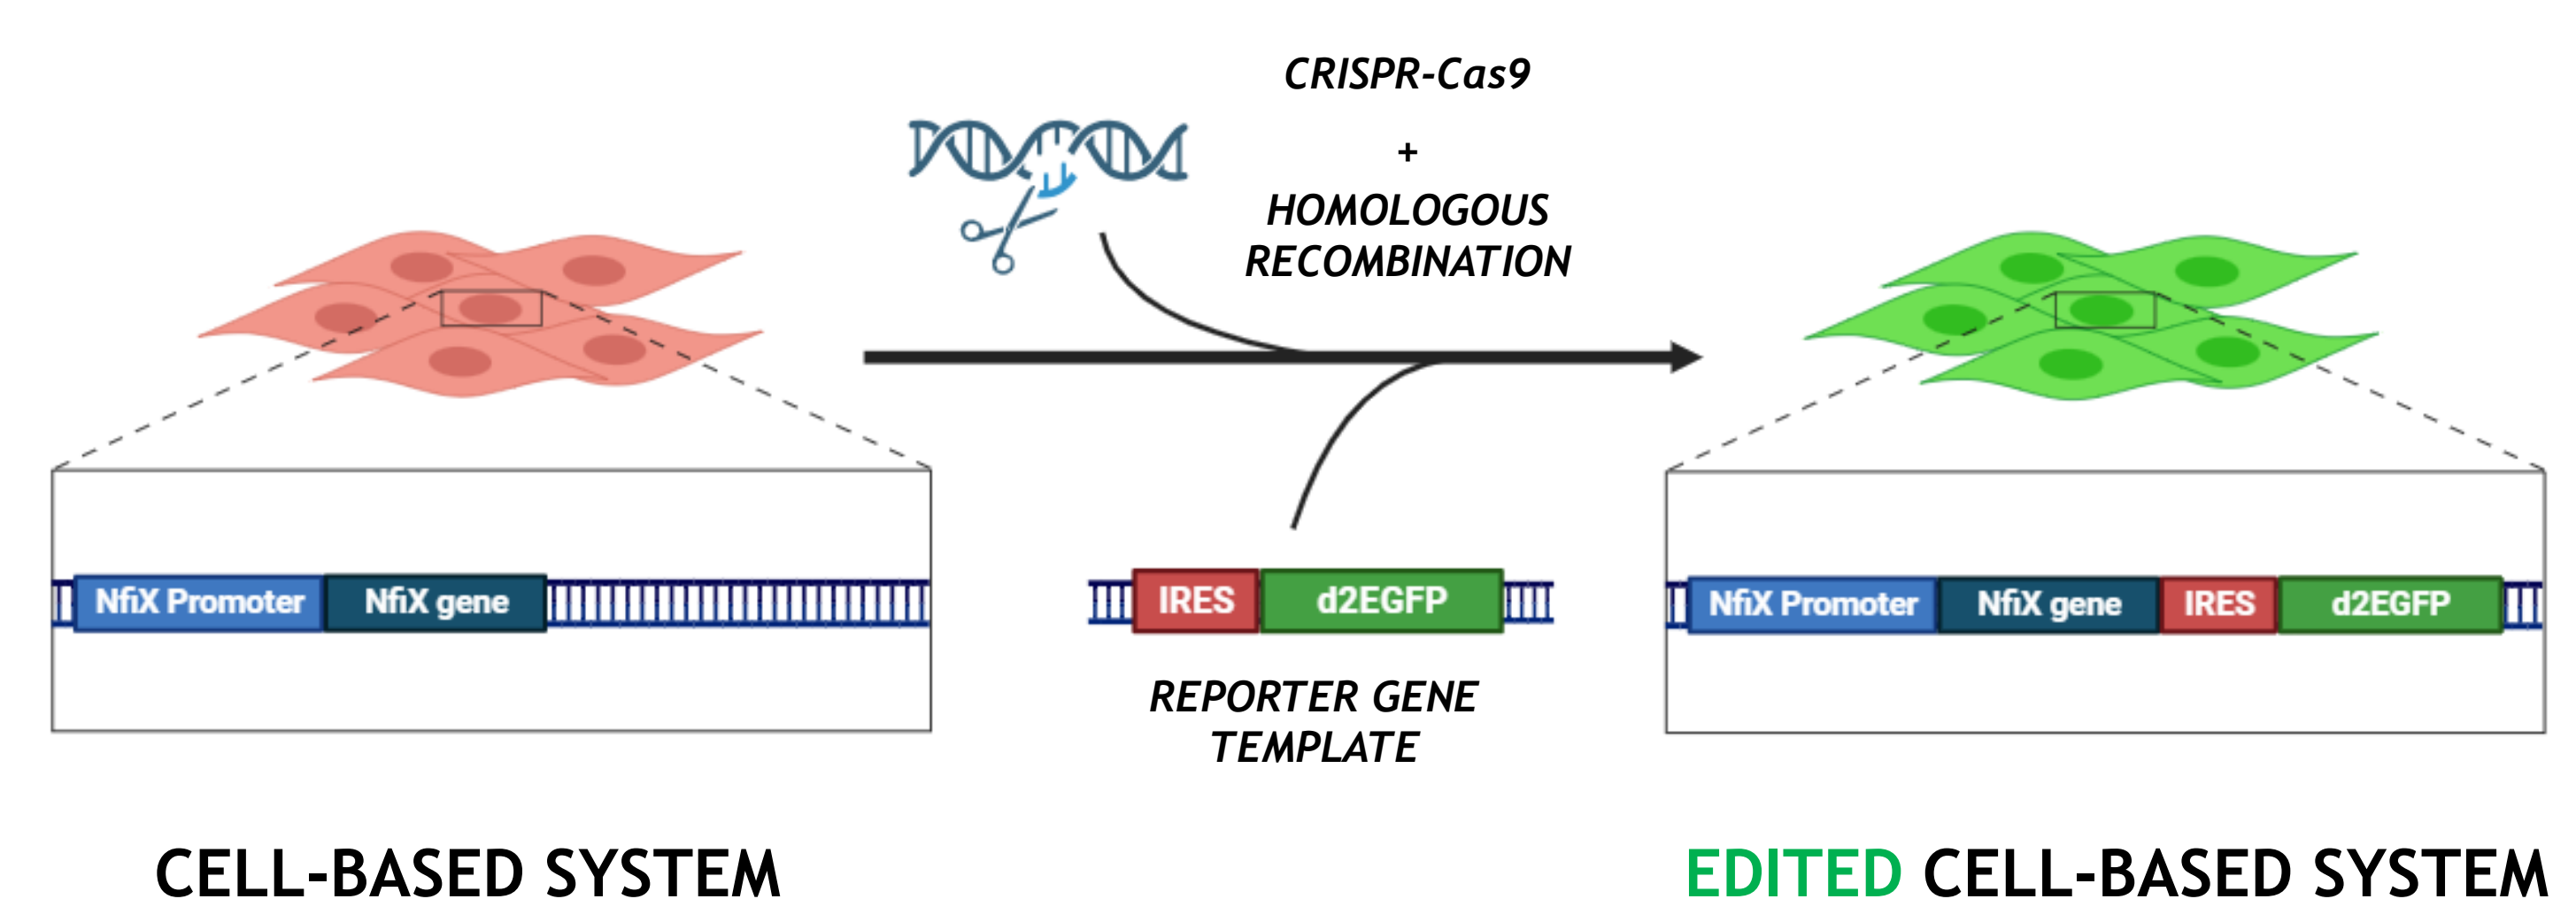 CRISPR-Cas9
+
HOMOLOGOUS
RECOMBINATION
NfiX Promoter NfiX gene
IRES d2EGFP
NfiX Promoter NfiX gene IRES d2EGFP
REPORTER GENE
TEMPLATE
CELL-BASED SYSTEM
EDITED CELL-BASED SYSTEM